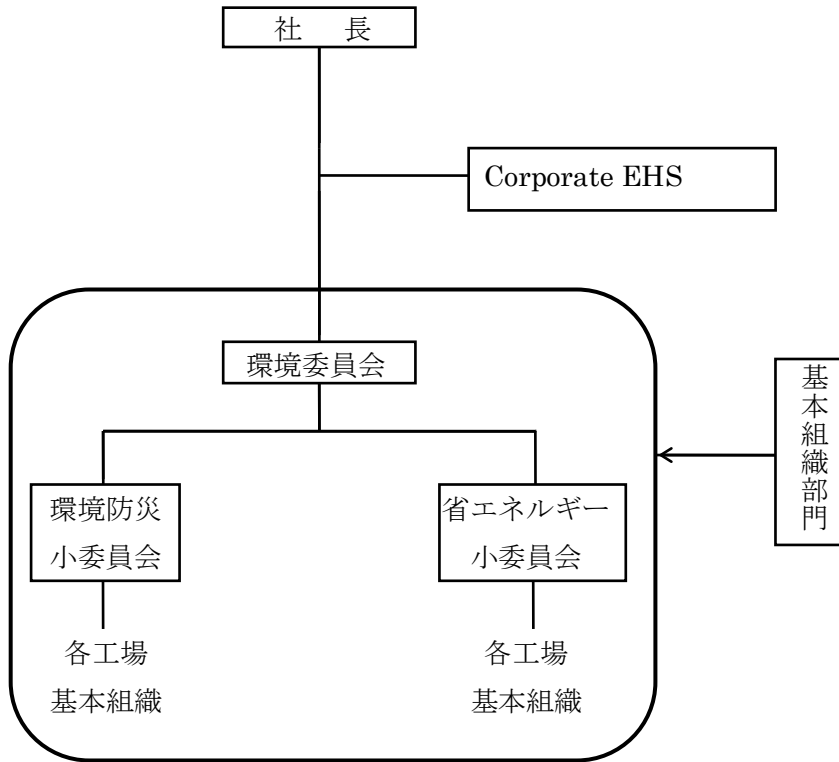 社　長
Corporate EHS
環境委員会
基本組織部門
環境防災
小委員会
省エネルギー
小委員会
各工場
基本組織
各工場
基本組織